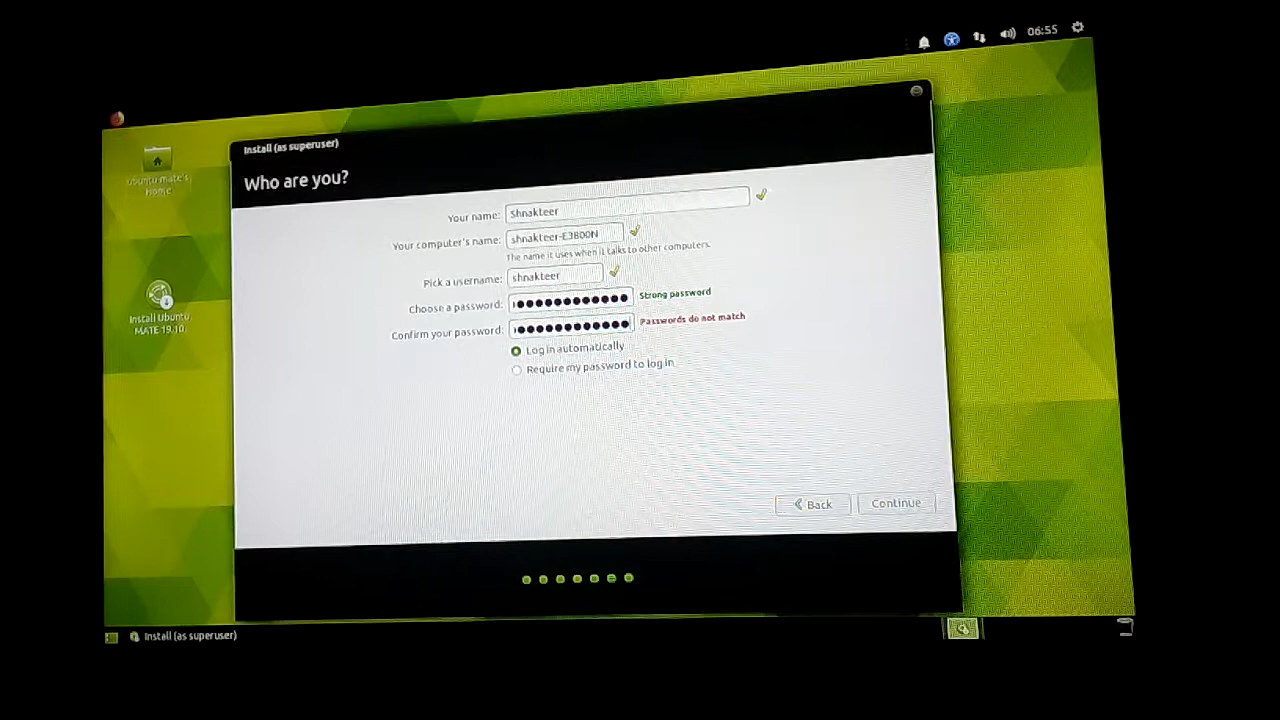 06:55
Install (as superuser)
Who are you?
ubuntu-mate's
Home
Your name: Shnakteer
Your computer's name: shnakteer-E3800N
The name it uses when it talks to other computers.
Pick a username: shnakteer
Choose a password: Strong password
Confirm your password: Passwords do not match
Log in automatically
Require my password to log in
Install Ubuntu
MATE 19.10
Back Continue
Install (as superuser)